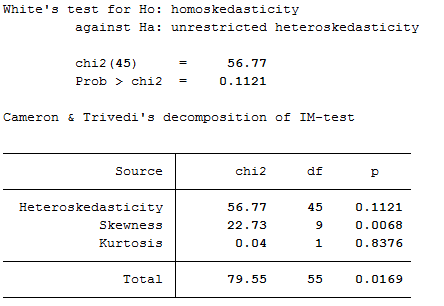 White's test for Ho: homoskedasticity
against Ha: unrestricted heteroskedasticity
chi2(45) = 56.77
Prob > chi2 = 0.1121
Cameron & Trivedi's decomposition of IM-test
Source chi2 df p
Heteroskedasticity 56.77 45 0.1121
Skewness 22.73 9 0.0068
Kurtosis 0.04 1 0.8376
Total 79.55 55 0.0169